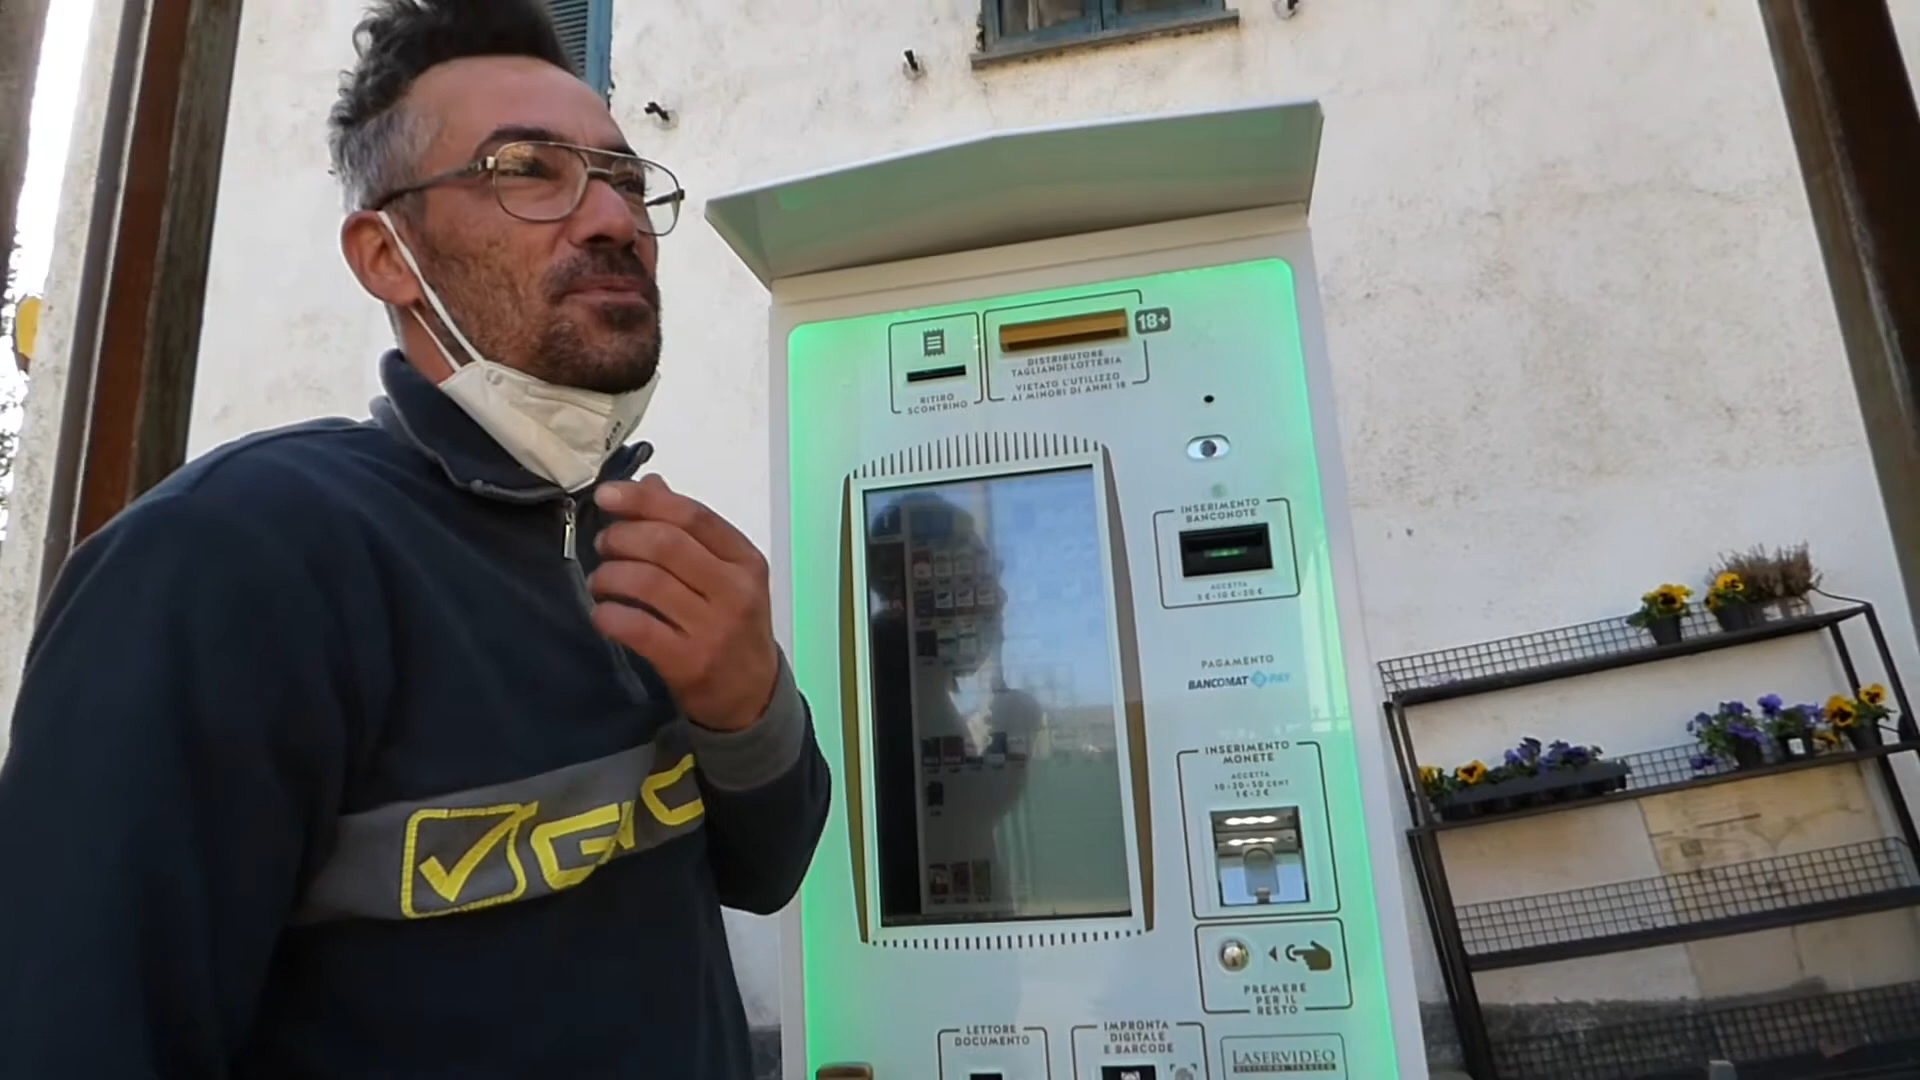 18+
DISTRIBUTORE
TAGLIANDI LOTTERIA
VIETATO L'UTILIZZO
AI MINORI DI ANNI 18
RITIRO
SCONTRINO
INSERIMENTO
BANCONOTE
ACCETTA
5 € - 10 € - 20 €
PAGAMENTO
BANCOMAT PAY
INSERIMENTO
MONETE
ACCETTA
10 - 20 - 50 CENT
1 € - 2 €
PREMERE
PER IL
RESTO
LETTORE
DOCUMENTO
IMPRONTA
DIGITALE
E BARCODE
LASERVIDEO
DIVISIONE TABACCO